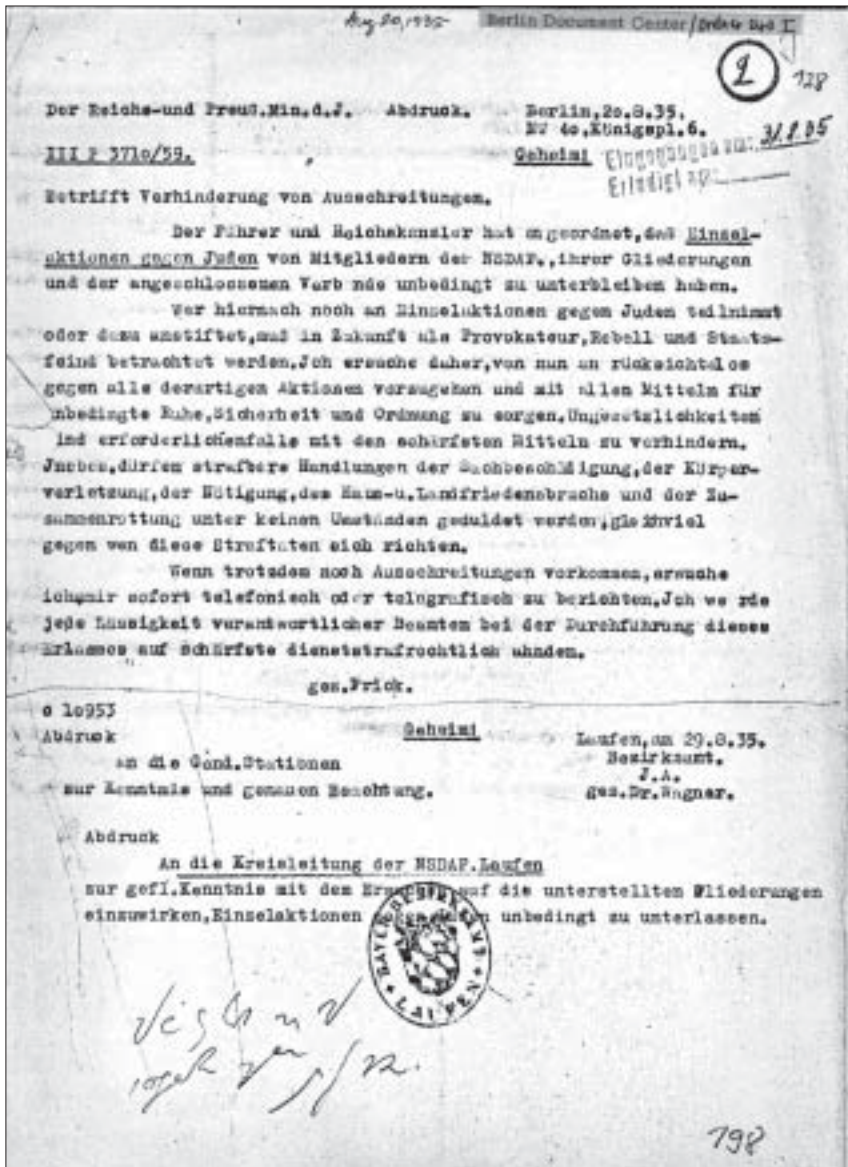 Aug 20, 1935
Berlin Document Center/
2
128
Der Reichs-und Preuß.Min.d.J. Abdruck. Berlin,20.8.35.
NW 40,Königspl.6.
III P 3710/59. Geheim! Eingegangen am: 31.8.35
Erledigt am:
Betrifft Verhinderung von Ausschreitungen.
Der Führer und Reichskanzler hat angeordnet,daß Einzel-
aktionen gegen Juden von Mitgliedern der NSDAP.,ihrer Gliederungen
und der angeschlossenen Verb nde unbedingt zu unterbleiben haben.
Wer hiernach noch an Einzelaktionen gegen Juden teilnimmt
oder dazu anstiftet,muß in Zukunft als Provokateur,Rebell und Staats-
feind betrachtet werden.Jch ersuche daher,von nun an rücksichtslos
gegen alle derartigen Aktionen vorzugehen und mit allen Mitteln für
unbedingte Ruhe,Sicherheit und Ordnung zu sorgen.Ungesetzlichkeiten
ind erforderlichenfalls mit den schärfsten Mitteln zu verhindern.
Jnsbes.dürfen strafbare Handlungen der Sachbeschädigung,der Körper-
verletzung,der Nötigung,des Haus-u.Landfriedensbruchs und der Zu-
sammenrottung unter keinen Umständen geduldet werden,gleichviel
gegen wen diese Straftaten sich richten.
Wenn trotzdem noch Ausschreitungen vorkommen,ersuche
ich,mir sofort telefonisch oder telegrafisch zu berichten.Jch we rde
jede Lässigkeit verantwortlicher Beamten bei der Durchführung dieses
Erlasses auf schärfste dienststrafrechtlich ahnden.
gez.Frick.
10953
Abdruck Geheim! Laufen,am 29.8.35.
an die Gend.Stationen Bezirksamt.
zur Kenntnis und genauen Beachtung. J.A.
gez.Dr.Wagner.
Abdruck
An die Kreisleitung der NSDAP.Laufen
zur gefl.Kenntnis mit dem Ersuchen,auf die unterstellten Gliederungen
einzuwirken,Einzelaktionen gegen Juden unbedingt zu unterlassen.
LAUFEN
198